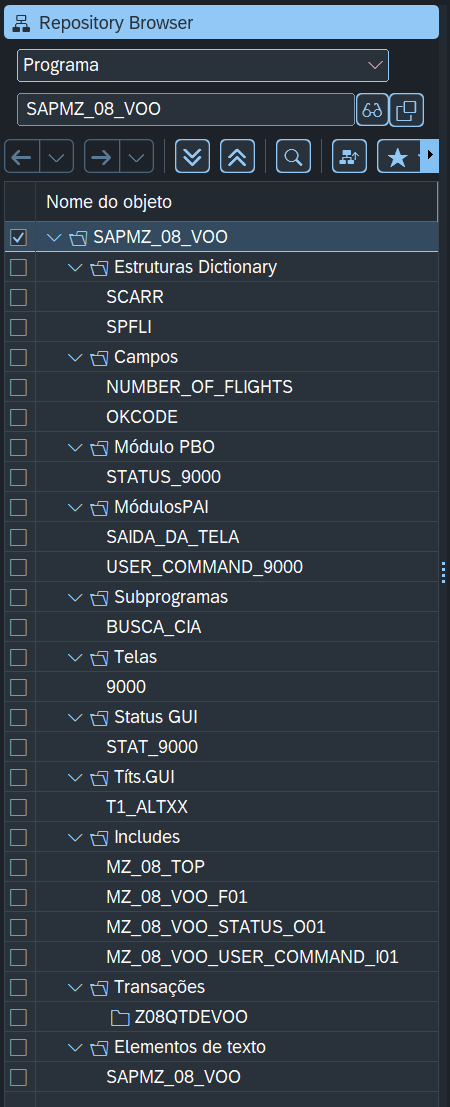 Repository Browser
Programa
SAPMZ_08_VOO
Nome do objeto
SAPMZ_08_VOO
Estruturas Dictionary
SCARR
SPFLI
Campos
NUMBER_OF_FLIGHTS
OKCODE
Módulo PBO
STATUS_9000
MódulosPAI
SAIDA_DA_TELA
USER_COMMAND_9000
Subprogramas
BUSCA_CIA
Telas
9000
Status GUI
STAT_9000
Títs.GUI
T1_ALTXX
Includes
MZ_08_TOP
MZ_08_VOO_F01
MZ_08_VOO_STATUS_O01
MZ_08_VOO_USER_COMMAND_I01
Transações
Z08QTDEVOO
Elementos de texto
SAPMZ_08_VOO